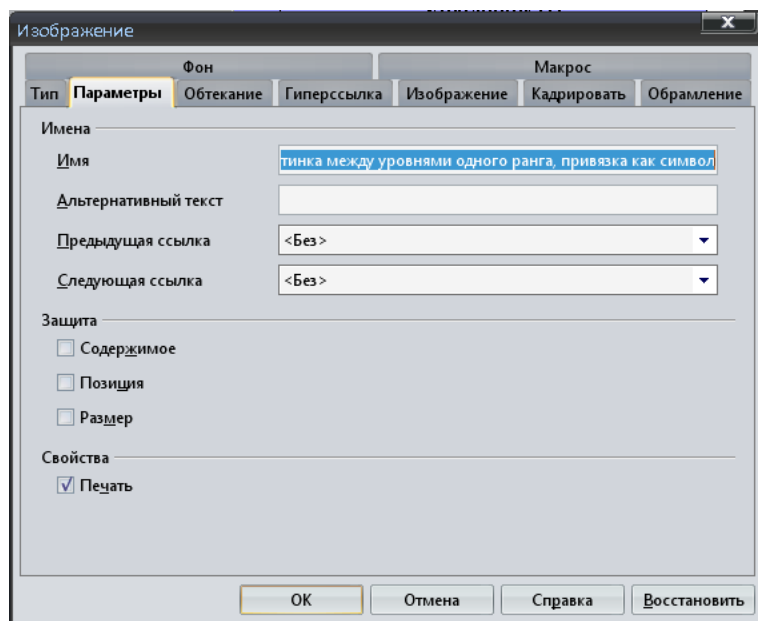 Изображение
x
Фон Макрос
Тип Параметры Обтекание Гиперссылка Изображение Кадрировать Обрамление
Имена
Имя тинка между уровнями одного ранга, привязка как символ
Альтернативный текст
Предыдущая ссылка <Без>
Следующая ссылка <Без>
Защита
Содержимое
Позиция
Размер
Свойства
Печать
OK Отмена Справка Восстановить